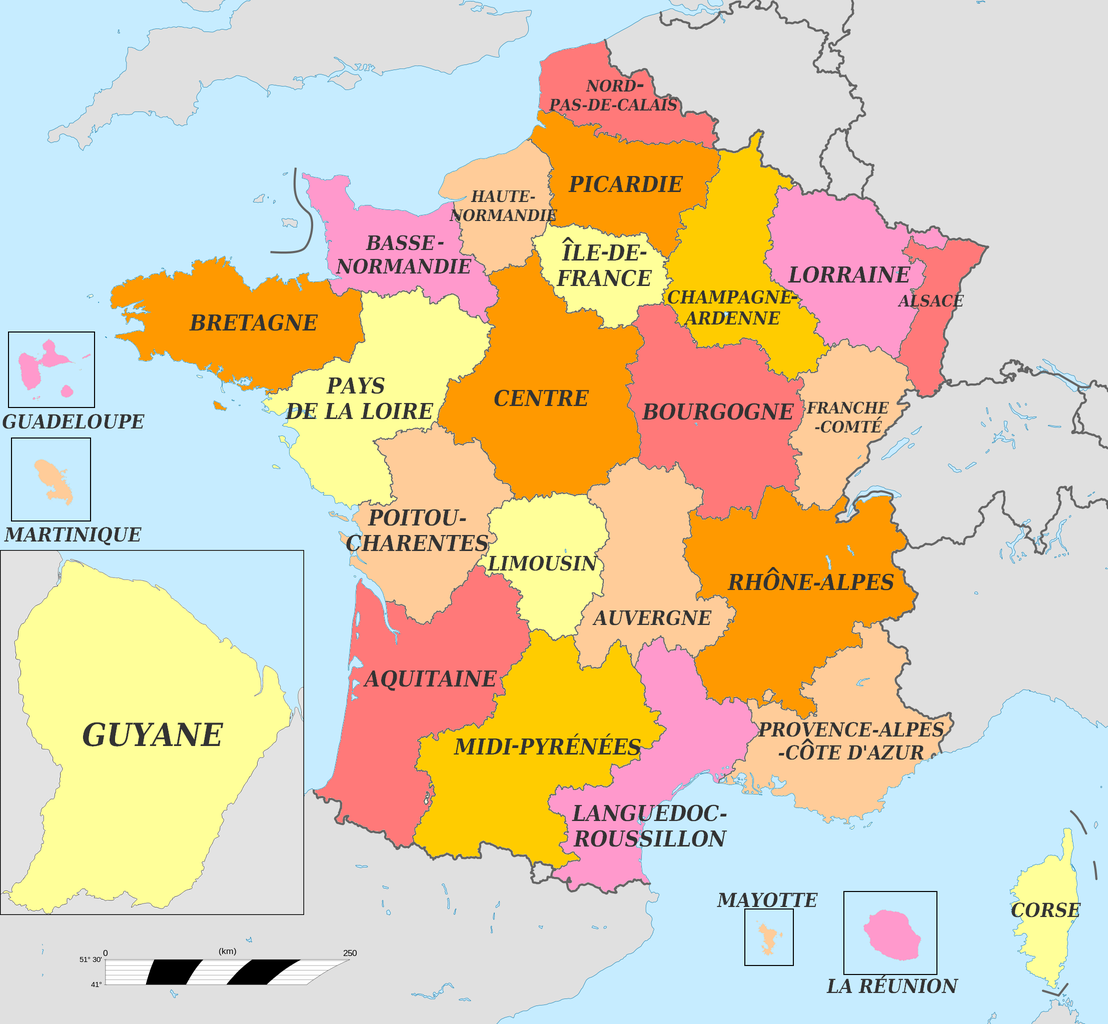 NORD-
PAS-DE-CALAIS
PICARDIE
HAUTE-
NORMANDIE
BASSE-
NORMANDIE
ÎLE-DE-
FRANCE
CHAMPAGNE-
ARDENNE
LORRAINE
ALSACE
BRETAGNE
PAYS
DE LA LOIRE
CENTRE
BOURGOGNE
FRANCHE
-COMTÉ
GUADELOUPE
MARTINIQUE
POITOU-
CHARENTES
LIMOUSIN
AUVERGNE
RHÔNE-ALPES
AQUITAINE
MIDI-PYRÉNÉES
PROVENCE-ALPES
-CÔTE D'AZUR
LANGUEDOC-
ROUSSILLON
GUYANE
MAYOTTE
LA RÉUNION
CORSE
0 (km) 250
51° 30'
41°